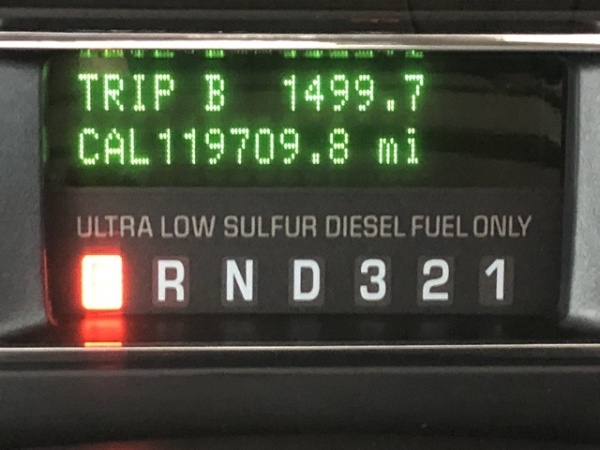 TRIP B 1499.7
CAL119709.8 mi
ULTRA LOW SULFUR DIESEL FUEL ONLY
R N D 3 2 1